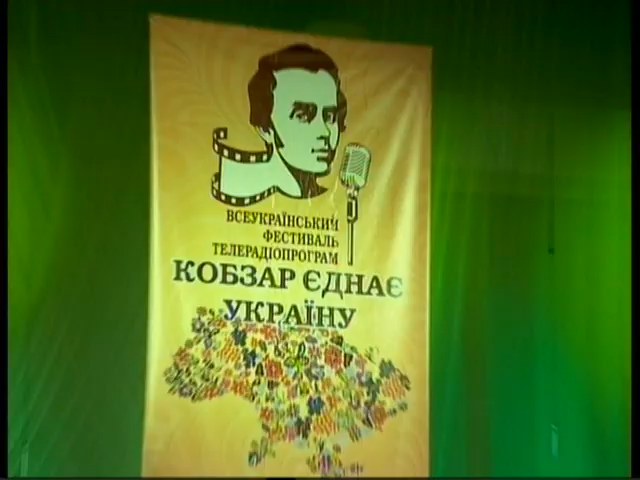 ВСЕУКРАЇНСЬКИЙ
ФЕСТИВАЛЬ
ТЕЛЕРАДІОПРОГРАМ
КОБЗАР ЄДНАЄ
УКРАЇНУ